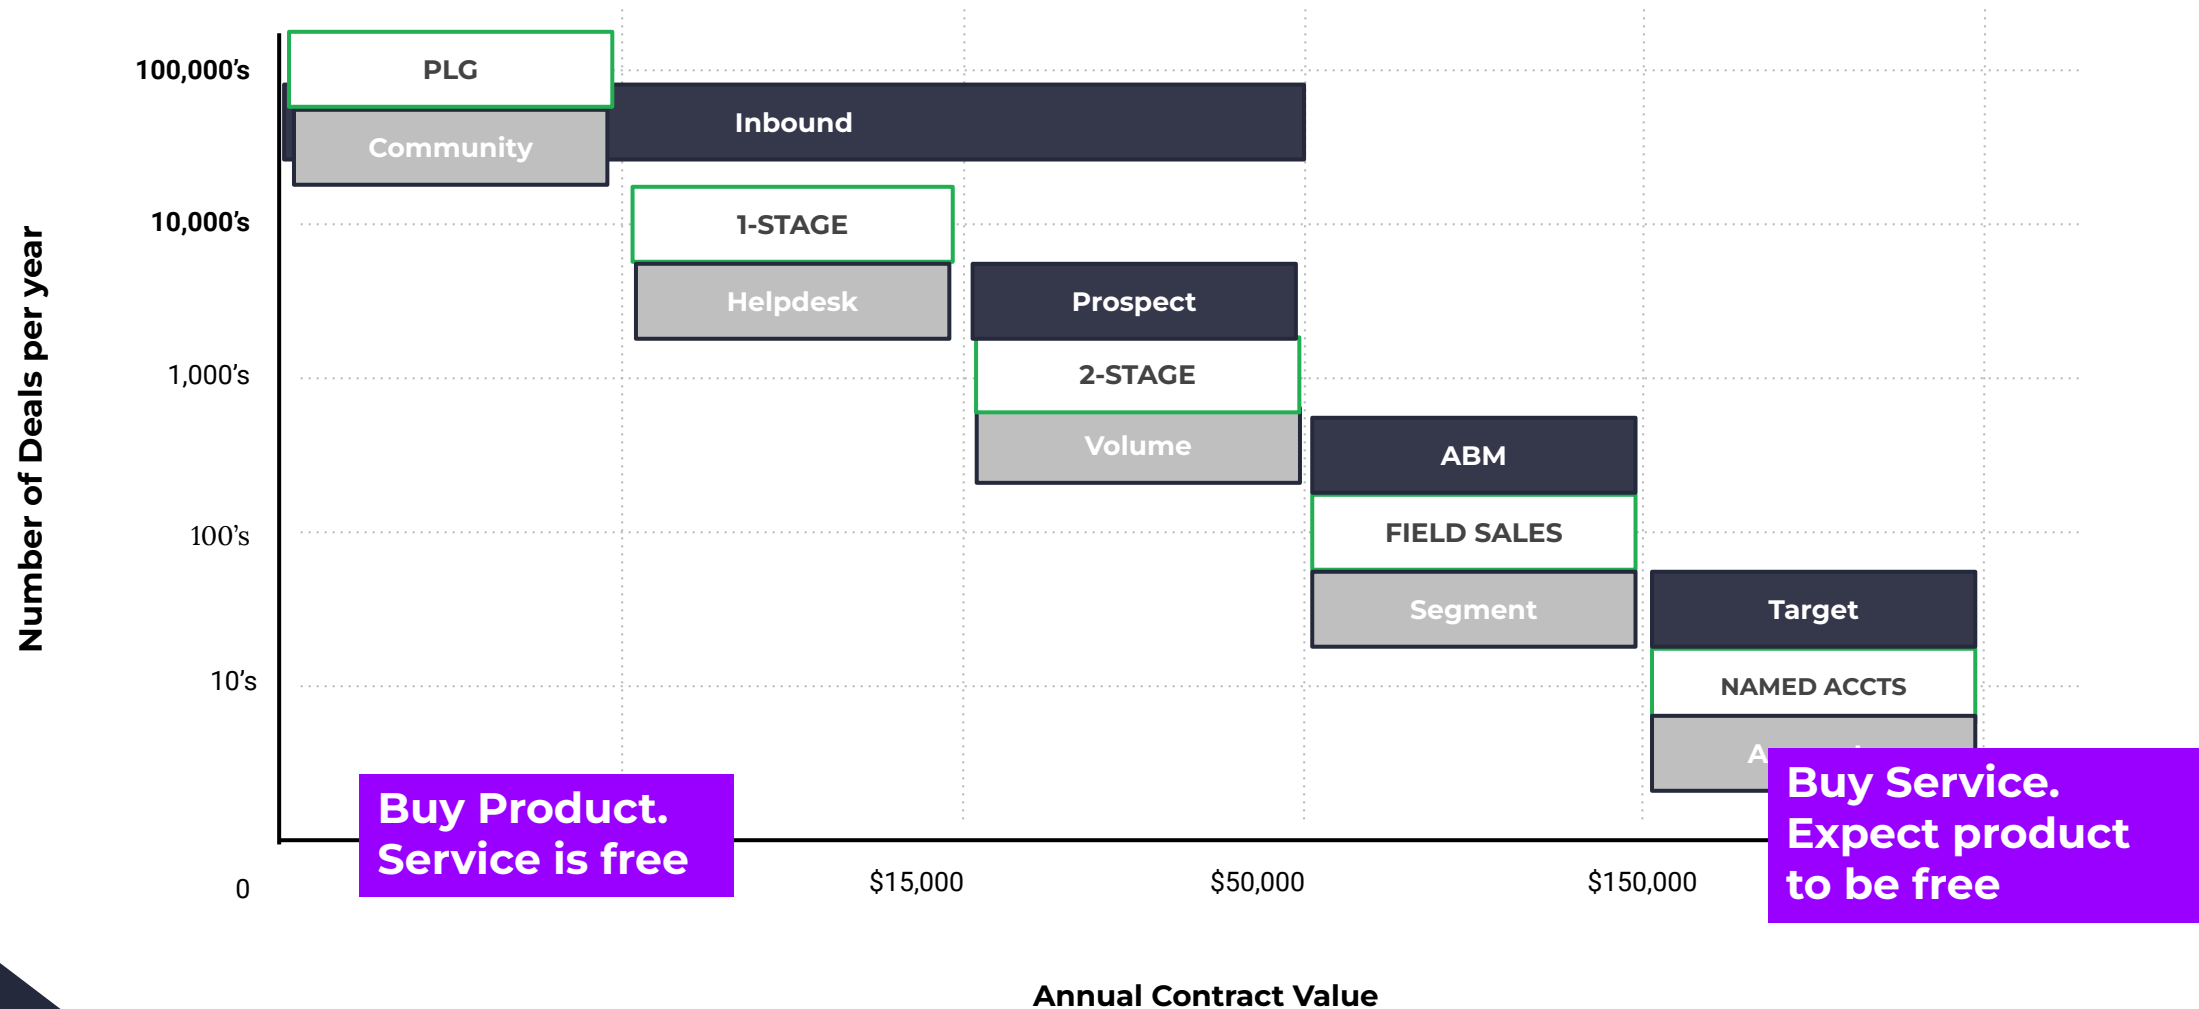 100,000’s
PLG
Inbound
Community
10,000’s
1-STAGE
Helpdesk
Prospect
1,000’s
2-STAGE
Volume
ABM
100’s
FIELD SALES
Segment
Target
10’s
NAMED ACCTS
Number of Deals per year
Buy Product.
Service is free
Buy Service.
Expect product
to be free
0
$15,000
$50,000
$150,000
Annual Contract Value